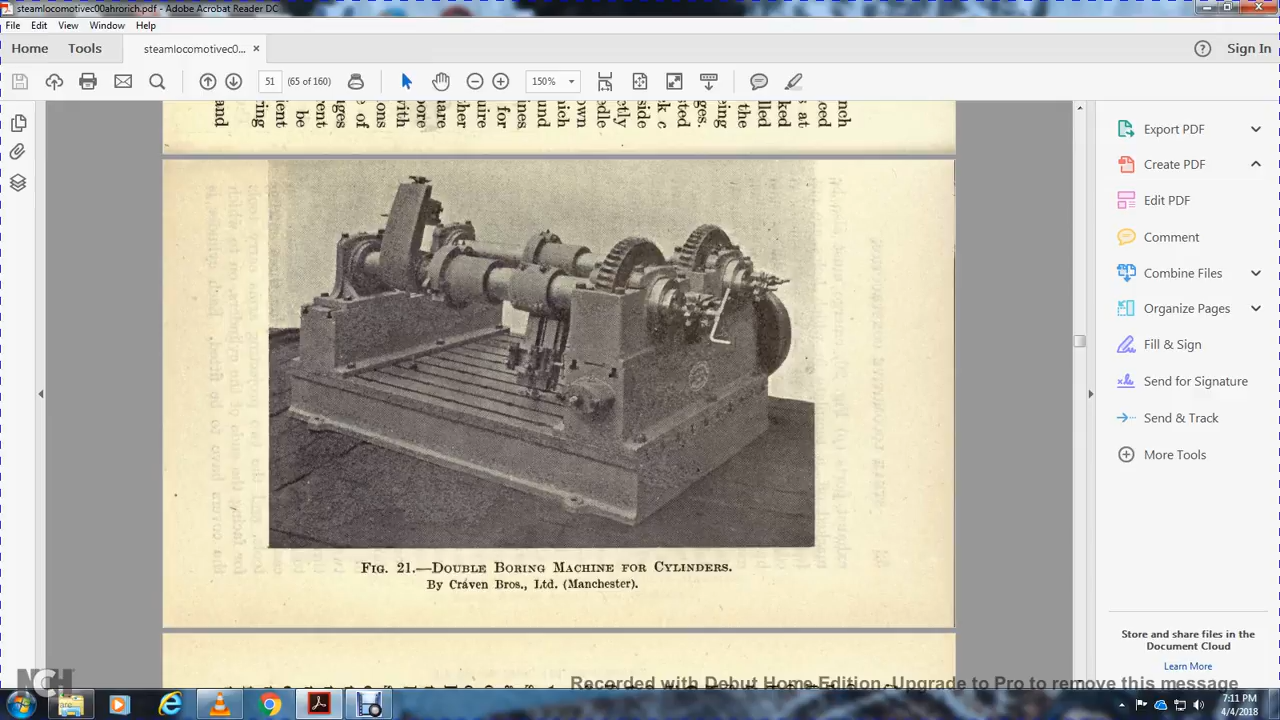 steamlocomotivec00ahrorich.pdf - Adobe Acrobat Reader DC
File Edit View Window Help
Home Tools steamlocomotivec0... × Sign In
51 (65 of 160) 150%
Export PDF
Create PDF
Edit PDF
Comment
Combine Files
Organize Pages
Fill & Sign
Send for Signature
Send & Track
More Tools
FIG. 21.—DOUBLE BORING MACHINE FOR CYLINDERS.
By Craven Bros., Ltd. (Manchester).
Store and share files in the
Document Cloud
Learn More
NCH
Recorded with Debut Home Edition. Upgrade to Pro to remove this message
7:11 PM
4/4/2018